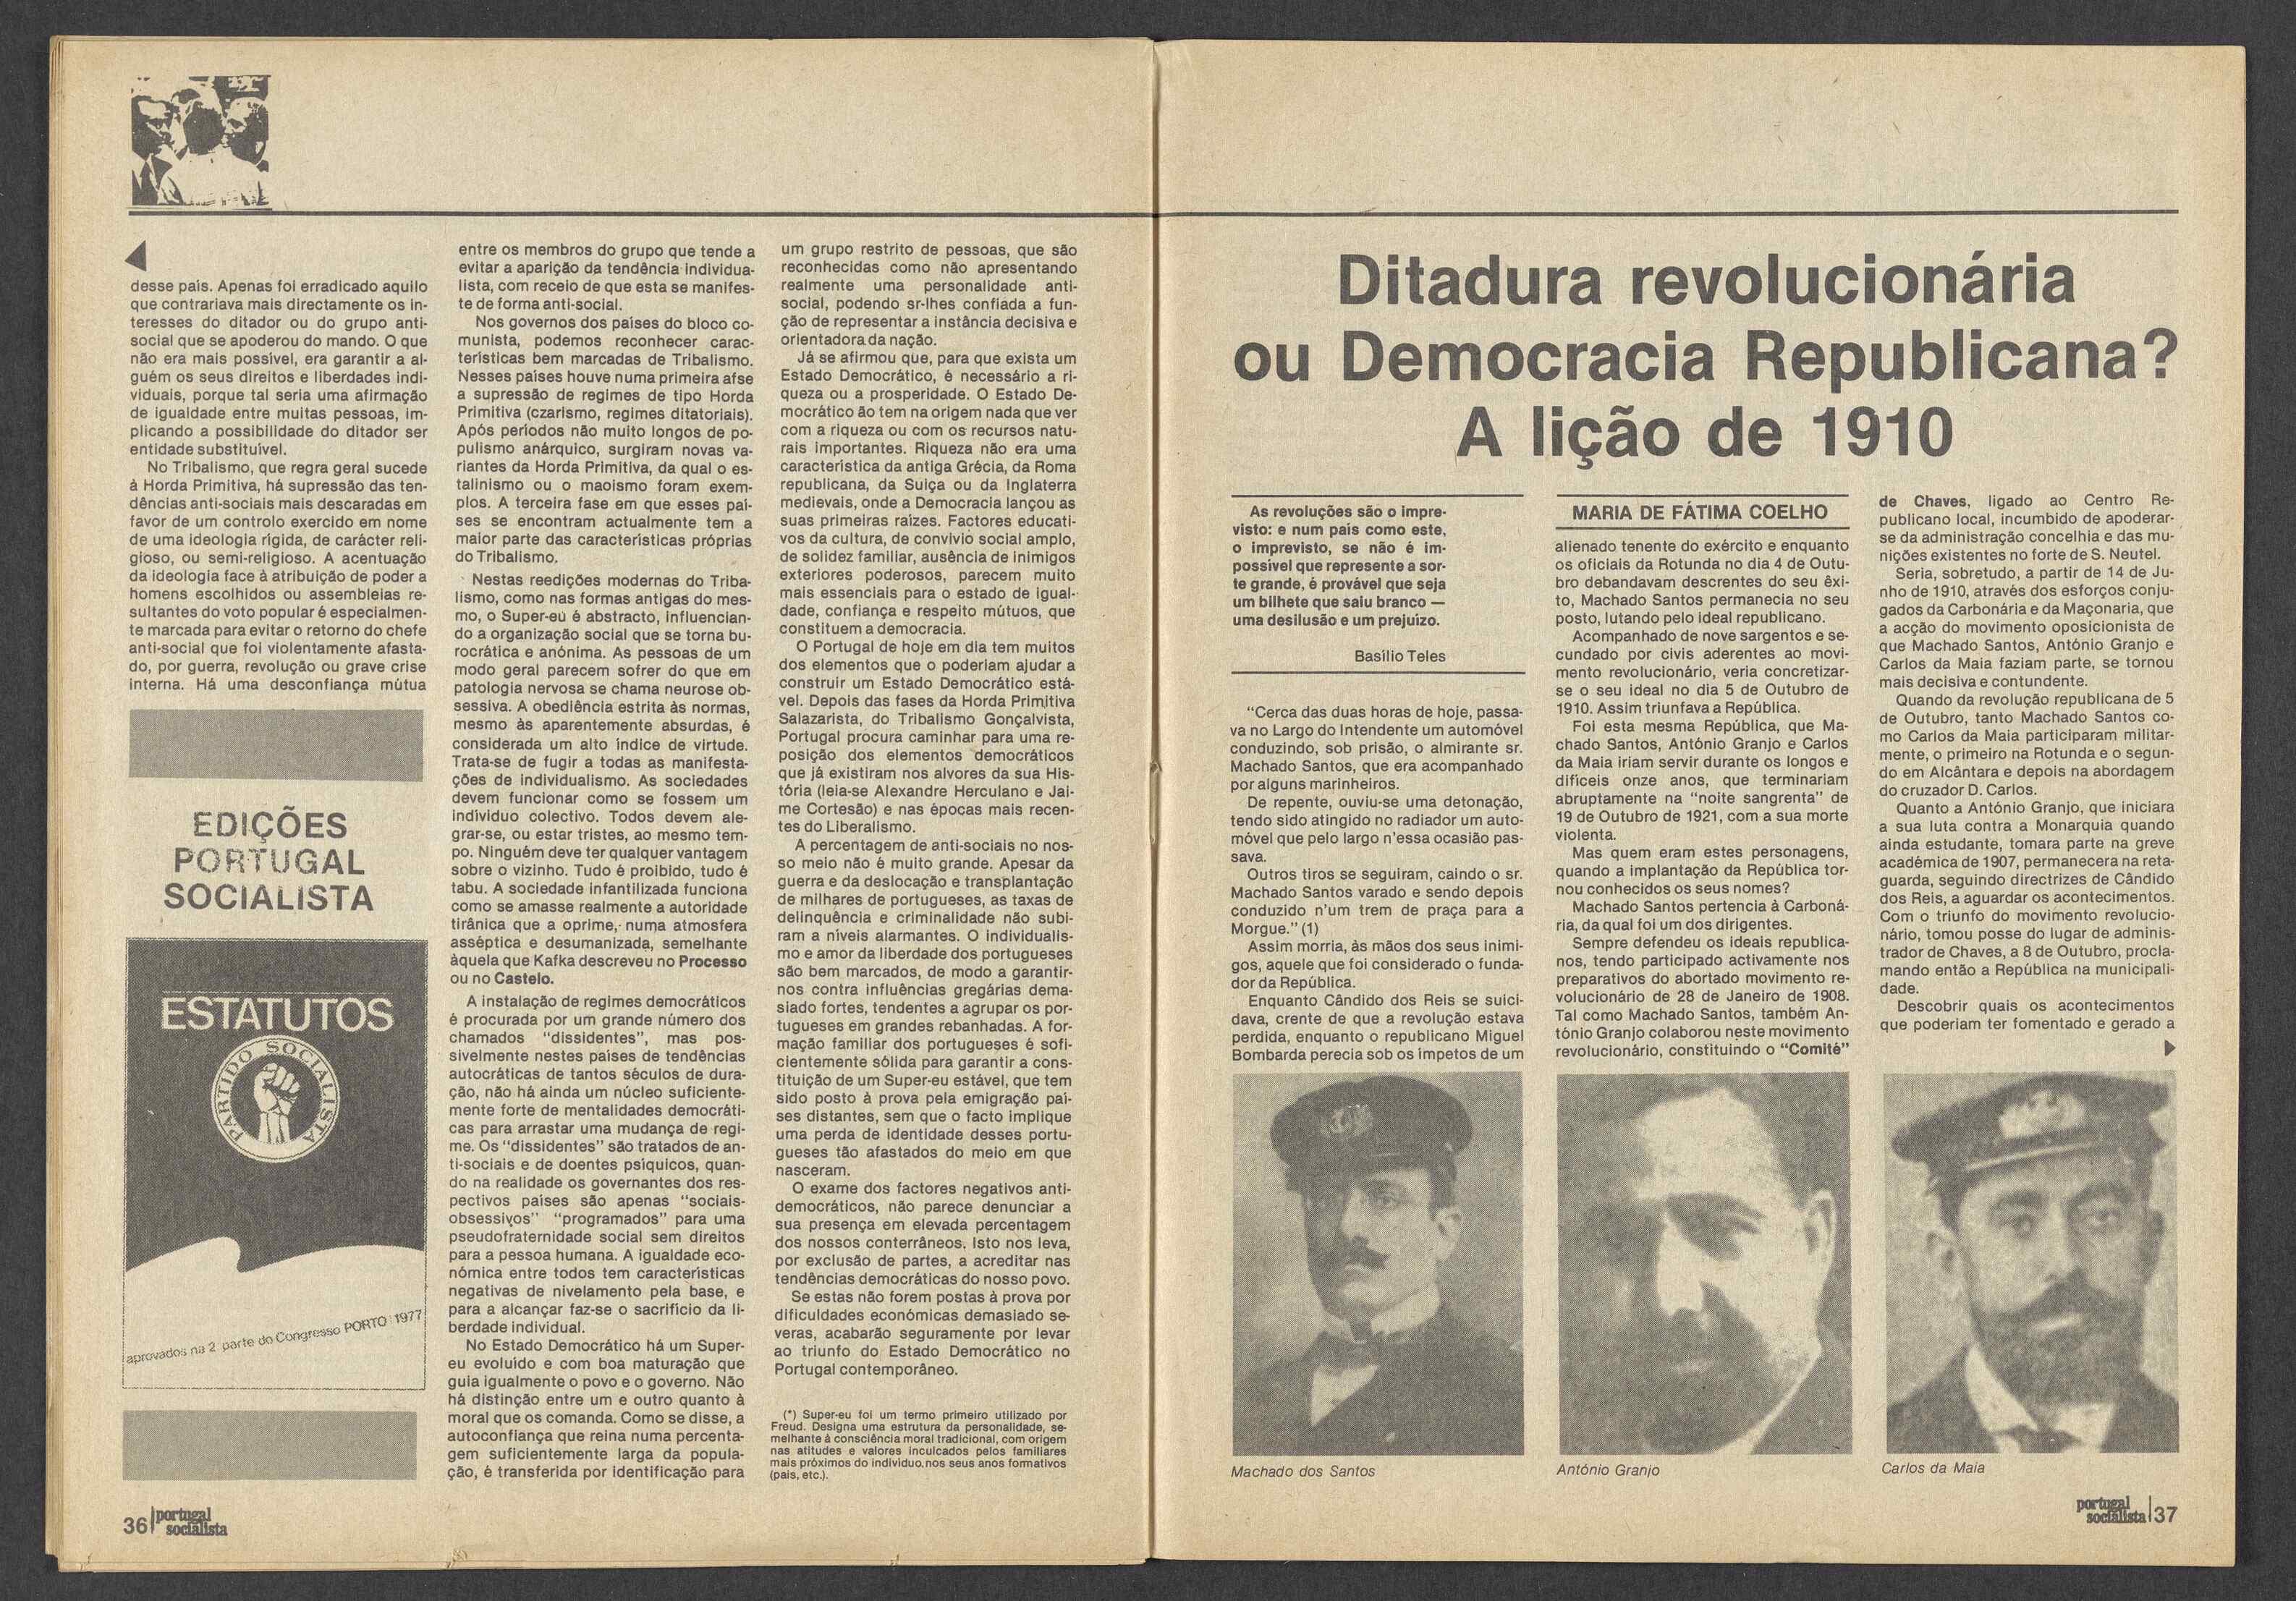 desse país. Apenas foi erradicado aquilo
que contrariava mais directamente os in-
teresses do ditador ou do grupo anti-
social que se apoderou do mando. O que
não era mais possível, era garantir a al-
guém os seus direitos e liberdades indi-
viduais, porque tal seria uma afirmação
de igualdade entre muitas pessoas, im-
plicando a possibilidade do ditador ser
entidade substituível.
No Tribalismo, que regra geral sucede
à Horda Primitiva, há supressão das ten-
dências anti-sociais mais descaradas em
favor de um controlo exercido em nome
de uma ideologia rígida, de carácter reli-
gioso, ou semi-religioso. A acentuação
da ideologia face à atribuição de poder a
homens escolhidos ou assembleias re-
sultantes do voto popular é especialmen-
te marcada para evitar o retorno do chefe
anti-social que foi violentamente afasta-
do, por guerra, revolução ou grave crise
interna. Há uma desconfiança mútua
EDIÇÕES
PORTUGAL
SOCIALISTA
ESTATUTOS
PARTIDO SOCIALISTA
aprovados na 2 parte do Congresso PORTO 1977
entre os membros do grupo que tende a
evitar a aparição da tendência individua-
lista, com receio de que esta se manifes-
te de forma anti-social.
Nos governos dos países do bloco co-
munista, podemos reconhecer carac-
terísticas bem marcadas de Tribalismo.
Nesses países houve numa primeira afse
a supressão de regimes de tipo Horda
Primitiva (czarismo, regimes ditatoriais).
Após períodos não muito longos de po-
pulismo anárquico, surgiram novas va-
riantes da Horda Primitiva, da qual o es-
talinismo ou o maoismo foram exem-
plos. A terceira fase em que esses paí-
ses se encontram actualmente tem a
maior parte das características próprias
do Tribalismo.
Nestas reedições modernas do Triba-
lismo, como nas formas antigas do mes-
mo, o Super-eu é abstracto, influencian-
do a organização social que se torna bu-
rocrática e anónima. As pessoas de um
modo geral parecem sofrer do que em
patologia nervosa se chama neurose ob-
sessiva. A obediência estrita às normas,
mesmo às aparentemente absurdas, é
considerada um alto índice de virtude.
Trata-se de fugir a todas as manifesta-
ções de individualismo. As sociedades
devem funcionar como se fossem um
indivíduo colectivo. Todos devem ale-
grar-se, ou estar tristes, ao mesmo tem-
po. Ninguém deve ter qualquer vantagem
sobre o vizinho. Tudo é proibido, tudo é
tabu. A sociedade infantilizada funciona
como se amasse realmente a autoridade
tirânica que a oprime, numa atmosfera
asséptica e desumanizada, semelhante
àquela que Kafka descreveu no Processo
ou no Castelo.
A instalação de regimes democráticos
é procurada por um grande número dos
chamados "dissidentes", mas pos-
sivelmente nestes países de tendências
autocráticas de tantos séculos de dura-
ção, não há ainda um núcleo suficiente-
mente forte de mentalidades democráti-
cas para arrastar uma mudança de regi-
me. Os "dissidentes" são tratados de an-
ti-sociais e de doentes psíquicos, quan-
do na realidade os governantes dos res-
pectivos países são apenas "sociais-
obsessivos" "programados" para uma
pseudofraternidade social sem direitos
para a pessoa humana. A igualdade eco-
nómica entre todos tem características
negativas de nivelamento pela base, e
para a alcançar faz-se o sacrifício da li-
berdade individual.
No Estado Democrático há um Super-
eu evoluído e com boa maturação que
guia igualmente o povo e o governo. Não
há distinção entre um e outro quanto à
moral que os comanda. Como se disse, a
autoconfiança que reina numa percenta-
gem suficientemente larga da popula-
ção, é transferida por identificação para
um grupo restrito de pessoas, que são
reconhecidas como não apresentando
realmente uma personalidade anti-
social, podendo sr-lhes confiada a fun-
ção de representar a instância decisiva e
orientadora da nação.
Já se afirmou que, para que exista um
Estado Democrático, é necessário a ri-
queza ou a prosperidade. O Estado De-
mocrático ão tem na origem nada que ver
com a riqueza ou com os recursos natu-
rais importantes. Riqueza não era uma
característica da antiga Grécia, da Roma
republicana, da Suiça ou da Inglaterra
medievais, onde a Democracia lançou as
suas primeiras raízes. Factores educati-
vos da cultura, de convívio social amplo,
de solidez familiar, ausência de inimigos
exteriores poderosos, parecem muito
mais essenciais para o estado de igual-
dade, confiança e respeito mútuos, que
constituem a democracia.
O Portugal de hoje em dia tem muitos
dos elementos que o poderiam ajudar a
construir um Estado Democrático está-
vel. Depois das fases da Horda Primitiva
Salazarista, do Tribalismo Gonçalvista,
Portugal procura caminhar para uma re-
posição dos elementos democráticos
que já existiram nos alvores da sua His-
tória (leia-se Alexandre Herculano e Jai-
me Cortesão) e nas épocas mais recen-
tes do Liberalismo.
A percentagem de anti-sociais no nos-
so meio não é muito grande. Apesar da
guerra e da deslocação e transplantação
de milhares de portugueses, as taxas de
delinquência e criminalidade não subi-
ram a níveis alarmantes. O individualis-
mo e amor da liberdade dos portugueses
são bem marcados, de modo a garantir-
nos contra influências gregárias dema-
siado fortes, tendentes a agrupar os por-
tugueses em grandes rebanhadas. A for-
mação familiar dos portugueses é sofi-
cientemente sólida para garantir a cons-
tituição de um Super-eu estável, que tem
sido posto à prova pela emigração paí-
ses distantes, sem que o facto implique
uma perda de identidade desses portu-
gueses tão afastados do meio em que
nasceram.
O exame dos factores negativos anti-
democráticos, não parece denunciar a
sua presença em elevada percentagem
dos nossos conterrâneos. Isto nos leva,
por exclusão de partes, a acreditar nas
tendências democráticas do nosso povo.
Se estas não forem postas à prova por
dificuldades económicas demasiado se-
veras, acabarão seguramente por levar
ao triunfo do Estado Democrático no
Portugal contemporâneo.
(*) Super-eu foi um termo primeiro utilizado por
Freud. Designa uma estrutura da personalidade, se-
melhante à consciência moral tradicional, com origem
nas atitudes e valores inculcados pelos familiares
mais próximos do indivíduo, nos seus anos formativos
(pais, etc.).
36 portugal
socialista
Ditadura revolucionária
ou Democracia Republicana?
A lição de 1910
As revoluções são o impre-
visto: e num país como este,
o imprevisto, se não é im-
possível que represente a sor-
te grande, é provável que seja
um bilhete que saiu branco —
uma desilusão e um prejuízo.
Basílio Teles
"Cerca das duas horas de hoje, passa-
va no Largo do Intendente um automóvel
conduzindo, sob prisão, o almirante sr.
Machado Santos, que era acompanhado
por alguns marinheiros.
De repente, ouviu-se uma detonação,
tendo sido atingido no radiador um auto-
móvel que pelo largo n'essa ocasião pas-
sava.
Outros tiros se seguiram, caindo o sr.
Machado Santos varado e sendo depois
conduzido n'um trem de praça para a
Morgue." (1)
Assim morria, às mãos dos seus inimi-
gos, aquele que foi considerado o funda-
dor da República.
Enquanto Cândido dos Reis se suici-
dava, crente de que a revolução estava
perdida, enquanto o republicano Miguel
Bombarda perecia sob os ímpetos de um
MARIA DE FÁTIMA COELHO
alienado tenente do exército e enquanto
os oficiais da Rotunda no dia 4 de Outu-
bro debandavam descrentes do seu êxi-
to, Machado Santos permanecia no seu
posto, lutando pelo ideal republicano.
Acompanhado de nove sargentos e se-
cundado por civis aderentes ao movi-
mento revolucionário, veria concretizar-
se o seu ideal no dia 5 de Outubro de
1910. Assim triunfava a República.
Foi esta mesma República, que Ma-
chado Santos, António Granjo e Carlos
da Maia iriam servir durante os longos e
difíceis onze anos, que terminariam
abruptamente na "noite sangrenta" de
19 de Outubro de 1921, com a sua morte
violenta.
Mas quem eram estes personagens,
quando a implantação da República tor-
nou conhecidos os seus nomes?
Machado Santos pertencia à Carboná-
ria, da qual foi um dos dirigentes.
Sempre defendeu os ideais republica-
nos, tendo participado activamente nos
preparativos do abortado movimento re-
volucionário de 28 de Janeiro de 1908.
Tal como Machado Santos, também An-
tónio Granjo colaborou neste movimento
revolucionário, constituindo o "Comité"
de Chaves, ligado ao Centro Re-
publicano local, incumbido de apoderar-
se da administração concelhia e das mu-
nições existentes no forte de S. Neutel.
Seria, sobretudo, a partir de 14 de Ju-
nho de 1910, através dos esforços conju-
gados da Carbonária e da Maçonaria, que
a acção do movimento oposicionista de
que Machado Santos, António Granjo e
Carlos da Maia faziam parte, se tornou
mais decisiva e contundente.
Quando da revolução republicana de 5
de Outubro, tanto Machado Santos co-
mo Carlos da Maia participaram militar-
mente, o primeiro na Rotunda e o segun-
do em Alcântara e depois na abordagem
do cruzador D. Carlos.
Quanto a António Granjo, que iniciara
a sua luta contra a Monarquia quando
ainda estudante, tomara parte na greve
académica de 1907, permanecera na reta-
guarda, seguindo directrizes de Cândido
dos Reis, a aguardar os acontecimentos.
Com o triunfo do movimento revolucio-
nário, tomou posse do lugar de adminis-
trador de Chaves, a 8 de Outubro, procla-
mando então a República na municipali-
dade.
Descobrir quais os acontecimentos
que poderiam ter fomentado e gerado a
Machado dos Santos
António Granjo
Carlos da Maia
portugal
socialista 37